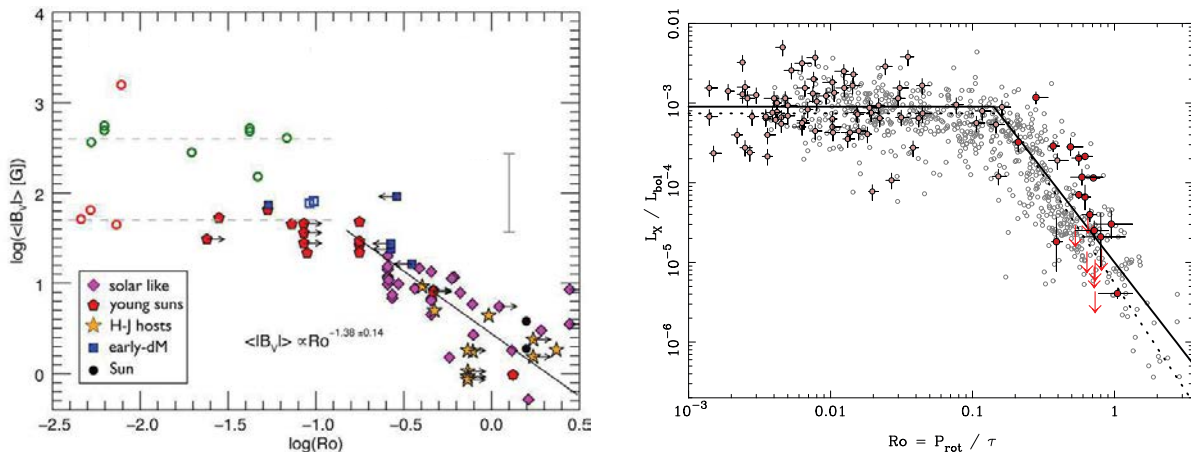 4
3
2
1
0
log(<|B_V|> [G])
solar like
young suns
H-J hosts
early-dM
Sun
<|B_V|> ∝Ro^−1.38 ±0.14
-2.5 -2.0 -1.5 -1.0 -0.5 0.0 0.5
log(Ro)
10^−3
10^−4
10^−5
10^−6
L_X / L_bol
10^−3 0.01 0.1 1
Ro = P_rot / τ